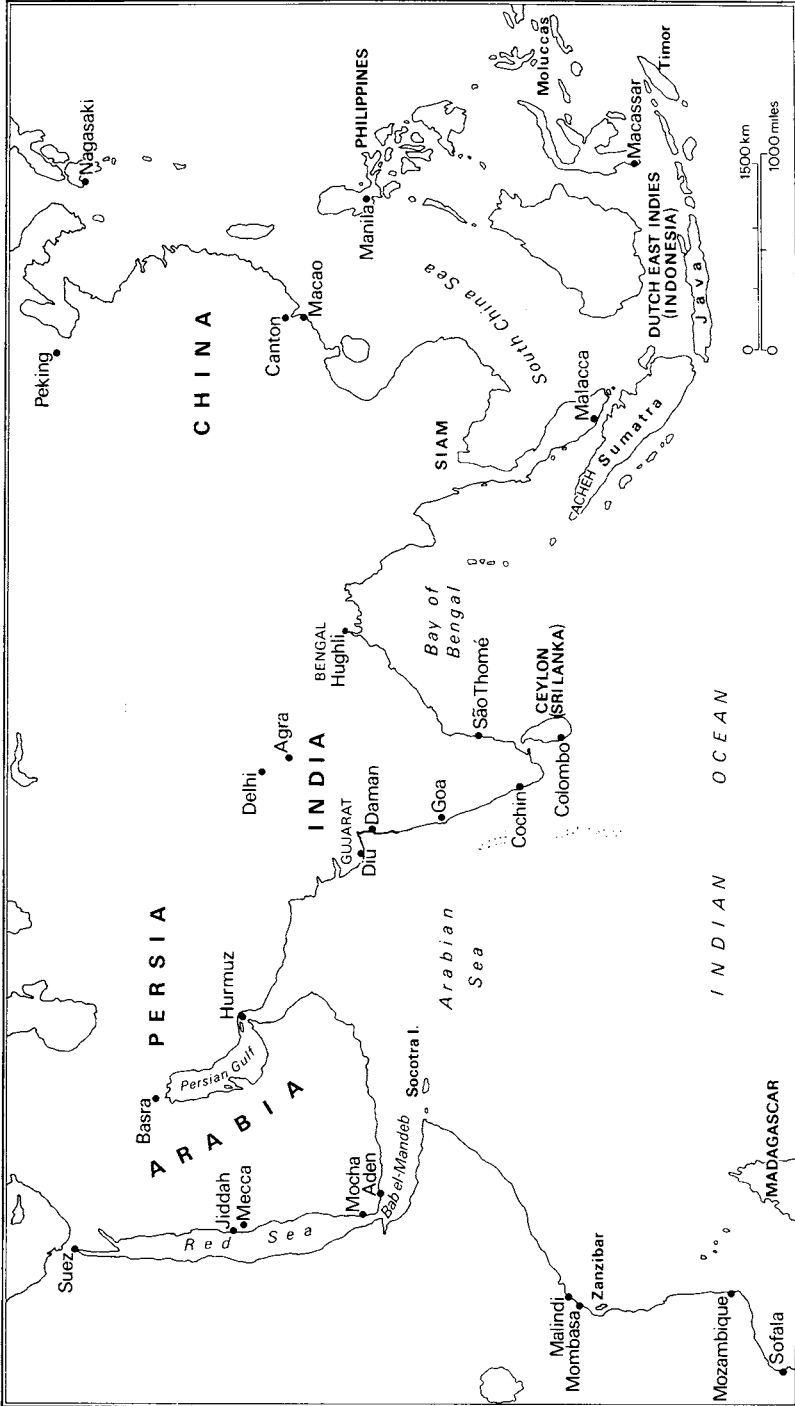 Peking
Nagasaki
CHINA
Canton
Macao
PHILIPPINES
Manila
South China Sea
Moluccas
Macassar
Timor
DUTCH EAST INDIES
(INDONESIA)
Java
1500 km
1000 miles
0
0
SIAM
Malacca
ACHEH
Sumatra
BENGAL
Hughli
Bay of
Bengal
São Thomé
CEYLON
(SRI LANKA)
Colombo
Cochin
Goa
Delhi
Agra
INDIA
GUJARAT
Diu
Daman
PERSIA
Hurmuz
Persian Gulf
Basra
ARABIA
Arabian
Sea
Socotra I.
Suez
Jiddah
Mecca
Red Sea
Mocha
Aden
Bab el-Mandeb
Malindi
Mombasa
Zanzibar
Mozambique
Sofala
MADAGASCAR
INDIAN OCEAN